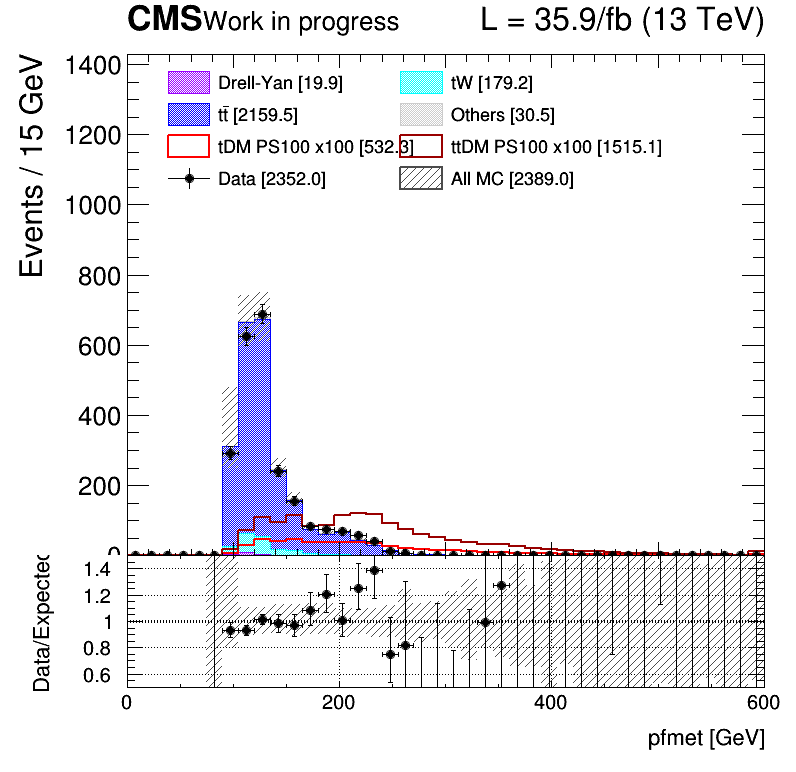 CMS Work in progress L = 35.9/fb (13 TeV)
Events / 15 GeV
1400
1200
1000
800
600
400
200
0
Drell-Yan [19.9] tW [179.2]
tt̄ [2159.5] Others [30.5]
tDM PS100 x100 [532.3] ttDM PS100 x100 [1515.1]
Data [2352.0] All MC [2389.0]
Data/Expected
1.4
1.2
1
0.8
0.6
0 200 400 600
pfmet [GeV]